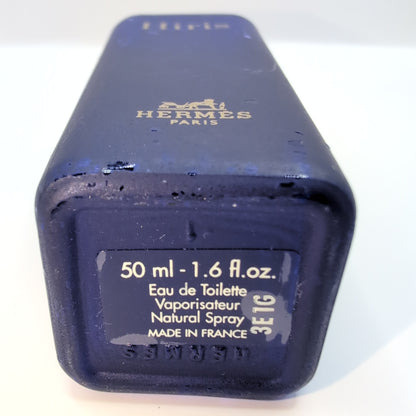 Hiris
HERMÈS
PARIS
50 ml - 1.6 fl.oz.
Eau de Toilette
Vaporisateur
Natural Spray
MADE IN FRANCE
3E1G
HERMES